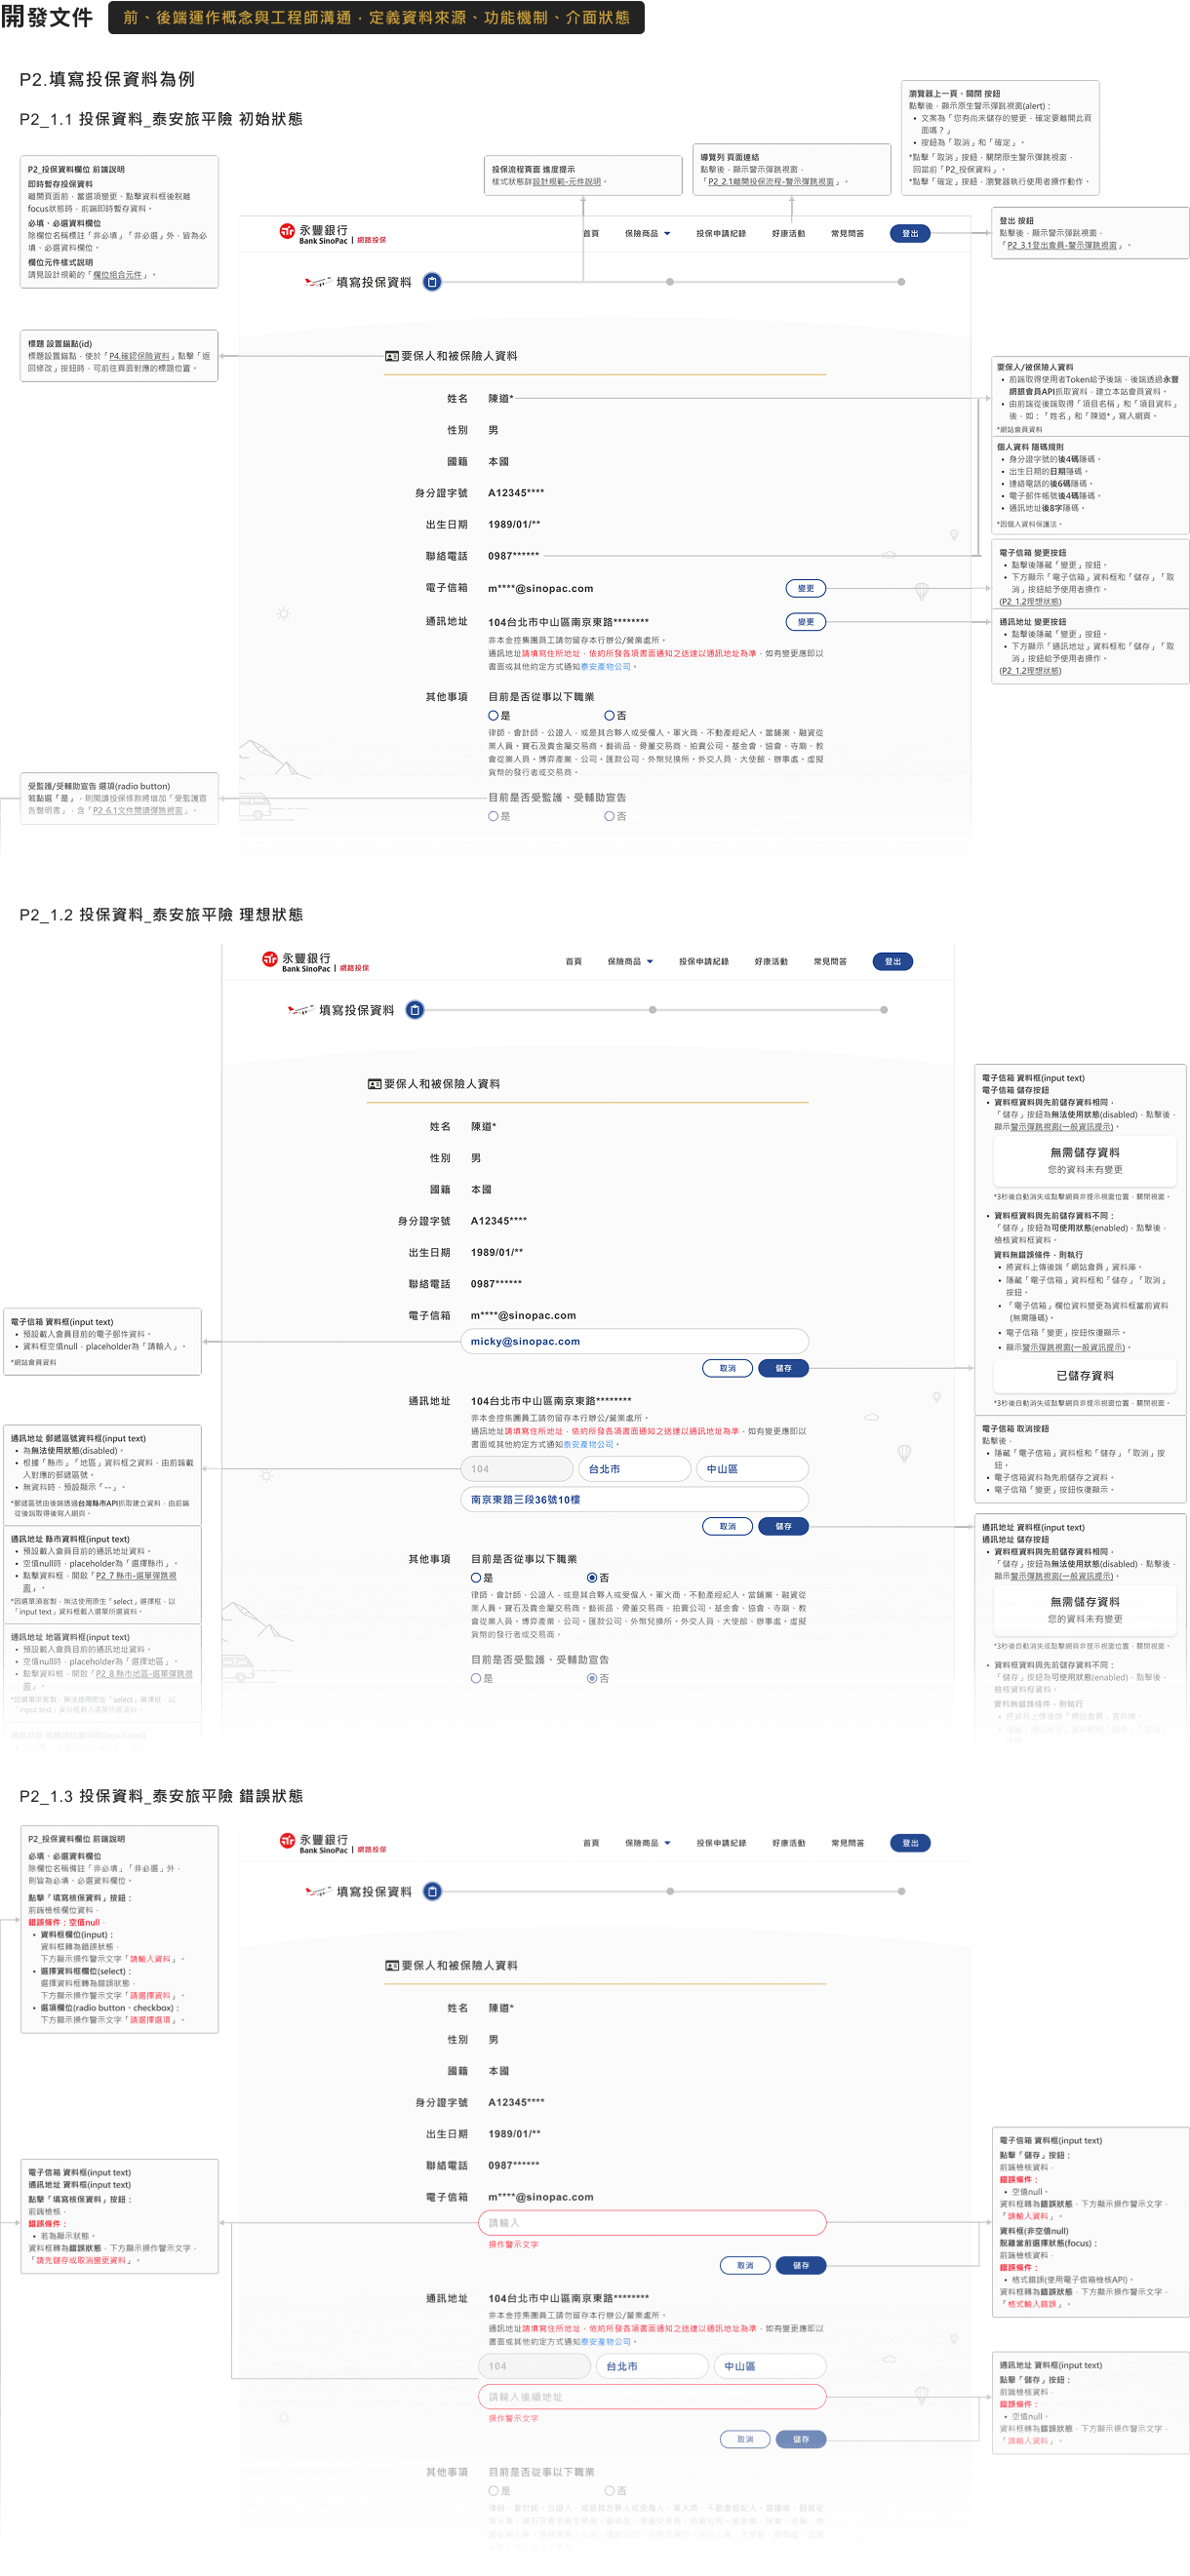 開發文件
前、後端運作概念與工程師溝通，定義資料來源、功能機制、介面狀態
P2.填寫投保資料為例
P2_1.1 投保資料_泰安旅平險 初始狀態
P2_投保資料欄位 前端說明
即時暫存投保資料
離開頁面前，當選項變更、點擊資料框後脫離
focus狀態時，前端即時暫存資料。
必填、必選資料欄位
除欄位名稱標註「非必填」「非必選」外，皆為必
填、必選資料欄位。
欄位元件樣式說明
請見設計規範的「欄位組合元件」。
投保流程頁面 進度提示
樣式狀態詳設計規範-元件說明。
導覽列 頁面連結
點擊後，顯示警示彈跳視窗，
「P2_2.1離開投保流程-警示彈跳視窗」。
瀏覽器上一頁、關閉 按鈕
點擊後，顯示原生警示彈跳視窗(alert)：
• 文案為「您有尚未儲存的變更，確定要離開此頁
面嗎？」
• 按鈕為「取消」和「確定」。
*點擊「取消」按鈕，關閉原生警示彈跳視窗，
回當前「P2_投保資料」。
*點擊「確定」按鈕，瀏覽器執行使用者操作動作。
登出 按鈕
點擊後，顯示警示彈跳視窗，
「P2_3.1登出會員-警示彈跳視窗」。
永豐銀行
Bank SinoPac | 網路投保
首頁
保險商品
投保申請紀錄
好康活動
常見問答
登出
填寫投保資料
標題 設置錨點(id)
標題設置錨點，使於「P4.確認保險資料」點擊「返
回修改」按鈕時，可前往頁面對應的標題位置。
要保人和被保險人資料
姓名 陳道*
性別 男
國籍 本國
身分證字號 A12345****
出生日期 1989/01/**
聯絡電話 0987******
電子信箱 m****@sinopac.com 變更
通訊地址 104台北市中山區南京東路******** 變更
非本金控集團員工請勿留存本行辦公/營業處所。
通訊地址請填寫住所地址，依約所發各項書面通知之送達以通訊地址為準，如有變更應即以
書面或其他約定方式通知泰安產物公司。
其他事項 目前是否從事以下職業
是 否
律師、會計師、公證人，或是其合夥人或受僱人。軍火商、不動產經紀人。當舖業、融資從
業人員。寶石及貴金屬交易商。藝術品、骨董交易商、拍賣公司。基金會、協會、寺廟、教
會從業人員。博弈產業、公司。匯款公司、外幣兌換所。外交人員、大使館、辦事處。虛擬
貨幣的發行者或交易商。
目前是否受監護、受輔助宣告
是 否
要保人/被保險人資料
• 前端取得使用者Token給予後端，後端透過永豐
網銀會員API抓取資料，建立本站會員資料。
• 由前端從後端取得「項目名稱」和「項目資料」
後，如：「姓名」和「陳道*」寫入網頁。
*網站會員資料
個人資料 隱碼規則
• 身分證字號的後4碼隱碼。
• 出生日期的日期隱碼。
• 連絡電話的後6碼隱碼。
• 電子郵件帳號後4碼隱碼。
• 通訊地址後8字隱碼。
*因個人資料保護法。
電子信箱 變更按鈕
• 點擊後隱藏「變更」按鈕。
• 下方顯示「電子信箱」資料框和「儲存」「取
消」按鈕給予使用者操作。
(P2_1.2理想狀態)
通訊地址 變更按鈕
• 點擊後隱藏「變更」按鈕。
• 下方顯示「通訊地址」資料框和「儲存」「取
消」按鈕給予使用者操作。
(P2_1.2理想狀態)
受監護/受輔助宣告 選項(radio button)
若點選「是」，則閱讀投保條款將增加「受監護宣
告聲明書」，含「P2_6.1文件閱讀彈跳視窗」。
P2_1.2 投保資料_泰安旅平險 理想狀態
永豐銀行
Bank SinoPac | 網路投保
首頁
保險商品
投保申請紀錄
好康活動
常見問答
登出
填寫投保資料
要保人和被保險人資料
姓名 陳道*
性別 男
國籍 本國
身分證字號 A12345****
出生日期 1989/01/**
聯絡電話 0987******
電子信箱 m****@sinopac.com
micky@sinopac.com
取消 儲存
通訊地址 104台北市中山區南京東路********
非本金控集團員工請勿留存本行辦公/營業處所。
通訊地址請填寫住所地址，依約所發各項書面通知之送達以通訊地址為準，如有變更應即以
書面或其他約定方式通知泰安產物公司。
104 台北市 中山區
南京東路三段36號10樓
取消 儲存
其他事項 目前是否從事以下職業
是 否
律師、會計師、公證人，或是其合夥人或受僱人。軍火商、不動產經紀人。當舖業、融資從
業人員。寶石及貴金屬交易商。藝術品、骨董交易商、拍賣公司。基金會、協會、寺廟、教
會從業人員。博弈產業、公司。匯款公司、外幣兌換所。外交人員、大使館、辦事處。虛擬
貨幣的發行者或交易商。
目前是否受監護、受輔助宣告
是 否
電子信箱 資料框(input text)
• 預設載入會員目前的電子郵件資料。
• 資料框空值null，placeholder為「請輸入」。
*網站會員資料
通訊地址 郵遞區號資料框(input text)
• 為無法使用狀態(disabled)。
• 根據「縣市」「地區」資料框之資料，由前端載
入對應的郵遞區號。
• 無資料時，預設顯示「--」。
*郵遞區號由後端透過台灣縣市API抓取建立資料，由前端
從後端取得後寫入網頁。
通訊地址 縣市資料框(input text)
• 預設載入會員目前的通訊地址資料。
• 空值null時，placeholder為「選擇縣市」。
• 點擊資料框，開啟「P2_7 縣市-選單彈跳視
窗」。
*因選單須客製，無法使用原生「select」選擇框，以
「input text」資料框載入選單所選資料。
通訊地址 地區資料框(input text)
• 預設載入會員目前的通訊地址資料。
• 空值null時，placeholder為「選擇地區」。
• 點擊資料框，開啟「P2_8 縣市地區-選單彈跳視
窗」。
*因選單須客製，無法使用原生「select」選擇框，以
「input text」資料框載入選單所選資料。
電子信箱 資料框(input text)
電子信箱 儲存按鈕
• 資料框資料與先前儲存資料相同，
「儲存」按鈕為無法使用狀態(disabled)，點擊後，
顯示警示彈跳視窗(一般資訊提示)。
無需儲存資料
您的資料未有變更
*3秒後自動消失或點擊網頁非提示視窗位置，關閉視窗。
• 資料框資料與先前儲存資料不同：
「儲存」按鈕為可使用狀態(enabled)，點擊後，
檢核資料框資料。
資料無錯誤條件，則執行
• 將資料上傳後端「網站會員」資料庫。
• 隱藏「電子信箱」資料框和「儲存」「取消」
按鈕。
• 「電子信箱」欄位資料變更為資料框當前資料
(無需隱碼)。
• 電子信箱「變更」按鈕恢復顯示。
• 顯示警示彈跳視窗(一般資訊提示)。
已儲存資料
*3秒後自動消失或點擊網頁非提示視窗位置，關閉視窗。
電子信箱 取消按鈕
點擊後，
• 隱藏「電子信箱」資料框和「儲存」「取消」按
鈕。
• 電子信箱資料為先前儲存之資料。
• 電子信箱「變更」按鈕恢復顯示。
通訊地址 資料框(input text)
通訊地址 儲存按鈕
• 資料框資料與先前儲存資料相同，
「儲存」按鈕為無法使用狀態(disabled)，點擊後，
顯示警示彈跳視窗(一般資訊提示)。
無需儲存資料
您的資料未有變更
*3秒後自動消失或點擊網頁非提示視窗位置，關閉視窗。
• 資料框資料與先前儲存資料不同：
「儲存」按鈕為可使用狀態(enabled)，點擊後，
檢核資料框資料。
資料無錯誤條件，則執行
• 將資料上傳後端「網站會員」資料庫。
P2_1.3 投保資料_泰安旅平險 錯誤狀態
P2_投保資料欄位 前端說明
必填、必選資料欄位
除欄位名稱備註「非必填」「非必選」外，
則皆為必填、必選資料欄位。
點擊「填寫核保資料」按鈕：
前端檢核欄位資料，
錯誤條件：空值null，
• 資料框欄位(input)：
資料框轉為錯誤狀態，
下方顯示操作警示文字「請輸入資料」。
• 選擇資料框欄位(select)：
選擇資料框轉為錯誤狀態，
下方顯示操作警示文字「請選擇資料」。
• 選項欄位(radio button、checkbox)：
下方顯示操作警示文字「請選擇選項」。
永豐銀行
Bank SinoPac | 網路投保
首頁
保險商品
投保申請紀錄
好康活動
常見問答
登出
填寫投保資料
要保人和被保險人資料
姓名 陳道*
性別 男
國籍 本國
身分證字號 A12345****
出生日期 1989/01/**
聯絡電話 0987******
電子信箱 m****@sinopac.com
請輸入
操作警示文字
取消 儲存
通訊地址 104台北市中山區南京東路********
非本金控集團員工請勿留存本行辦公/營業處所。
通訊地址請填寫住所地址，依約所發各項書面通知之送達以通訊地址為準，如有變更應即以
書面或其他約定方式通知泰安產物公司。
104 台北市 中山區
請輸入後續地址
操作警示文字
取消 儲存
其他事項 目前是否從事以下職業
是 否
電子信箱 資料框(input text)
通訊地址 資料框(input text)
點擊「填寫核保資料」按鈕：
前端檢核，
錯誤條件：
• 若為顯示狀態。
資料框轉為錯誤狀態，下方顯示操作警示文字，
「請先儲存或取消變更資料」。
電子信箱 資料框(input text)
點擊「儲存」按鈕：
前端檢核資料，
錯誤條件：
• 空值null。
資料框轉為錯誤狀態，下方顯示操作警示文字，
「請輸入資料」。
資料框(非空值null)
脫離當前選擇狀態(focus)：
前端檢核資料，
錯誤條件：
• 格式錯誤(使用電子信箱檢核API)。
資料框轉為錯誤狀態，下方顯示操作警示文字，
「格式輸入錯誤」。
通訊地址 資料框(input text)
點擊「儲存」按鈕：
前端檢核資料，
錯誤條件：
• 空值null。
資料框轉為錯誤狀態，下方顯示操作警示文字，
「請輸入資料」。